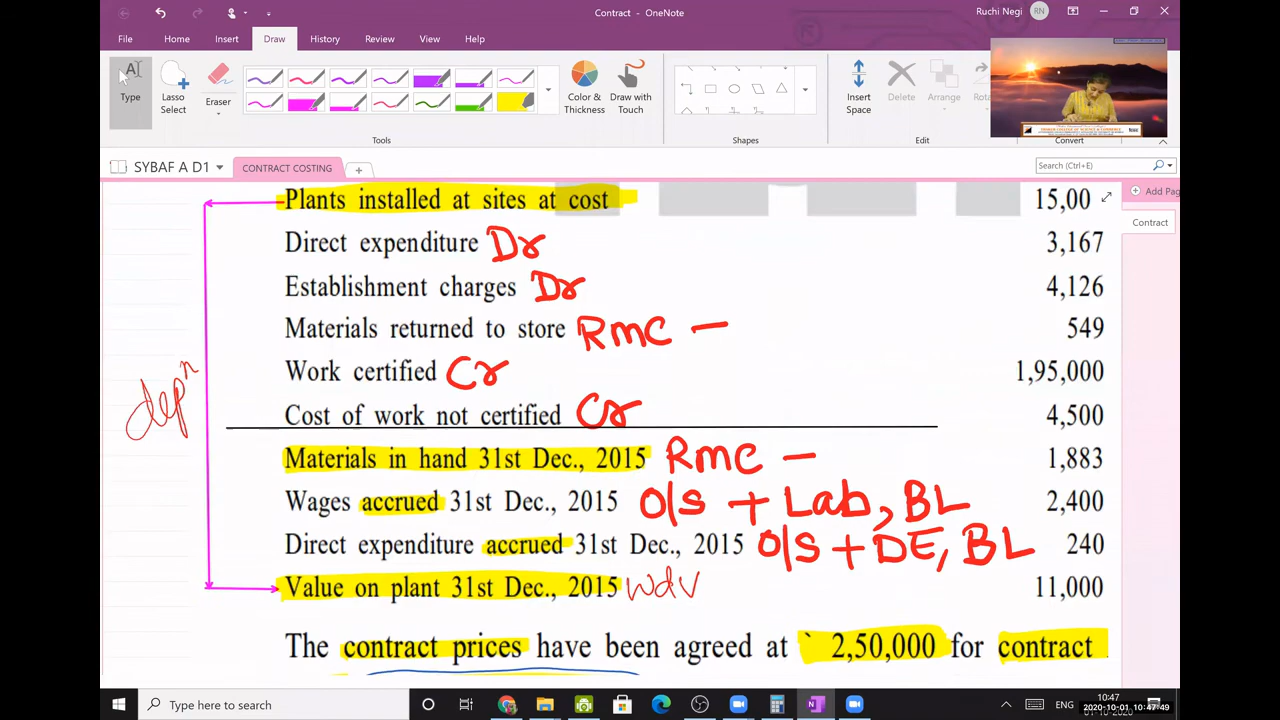 Contract - OneNote
Ruchi Negi RN
File Home Insert Draw History Review View Help
Type Lasso Select Eraser Color & Thickness Draw with Touch Insert Space Delete Arrange Rota
Tools Shapes Edit Convert
SYBAF A D1 CONTRACT COSTING + Search (Ctrl+E)
Add Pag
Contract
Plants installed at sites at cost 15,00
Direct expenditure Dr 3,167
Establishment charges Dr 4,126
Materials returned to store Rmc - 549
Work certified Cr 1,95,000
Cost of work not certified Cr 4,500
depn
Materials in hand 31st Dec., 2015 Rmc - 1,883
Wages accrued 31st Dec., 2015 O/S + Lab, BL 2,400
Direct expenditure accrued 31st Dec., 2015 O/S + DE, BL 240
Value on plant 31st Dec., 2015 wdv 11,000
The contract prices have been agreed at ` 2,50,000 for contract
Type here to search
ENG 10:47
2020-10-01 10:47:49